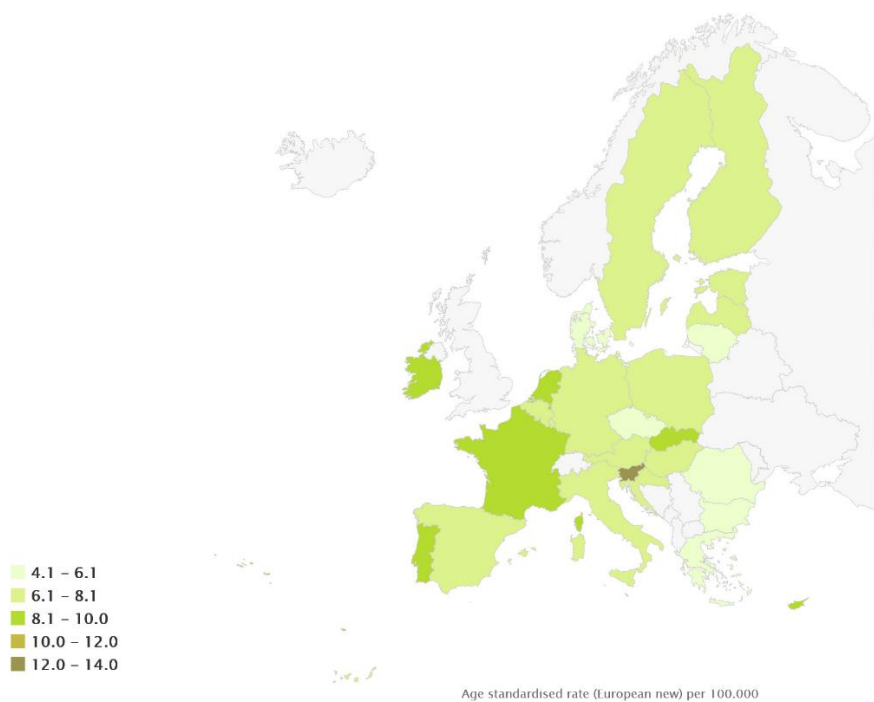 4.1 – 6.1
6.1 – 8.1
8.1 – 10.0
10.0 – 12.0
12.0 – 14.0
Age standardised rate (European new) per 100.000